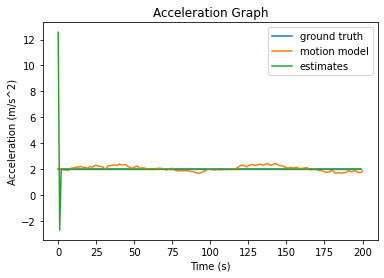 Acceleration Graph
ground truth
motion model
estimates
Acceleration (m/s^2)
12
10
8
6
4
2
0
−2
0
25
50
75
100
125
150
175
200
Time (s)